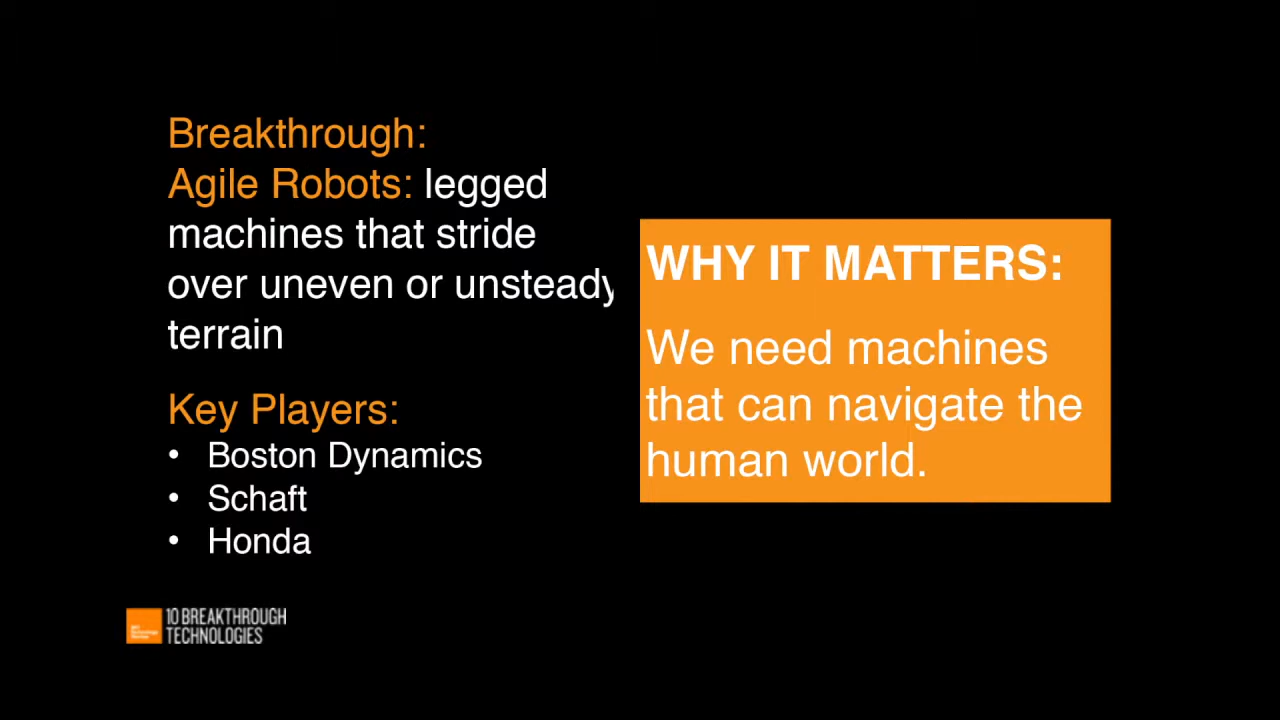 Breakthrough:
Agile Robots: legged
machines that stride
over uneven or unsteady
terrain
Key Players:
• Boston Dynamics
• Schaft
• Honda
WHY IT MATTERS:
We need machines
that can navigate the
human world.
10 BREAKTHROUGH
TECHNOLOGIES